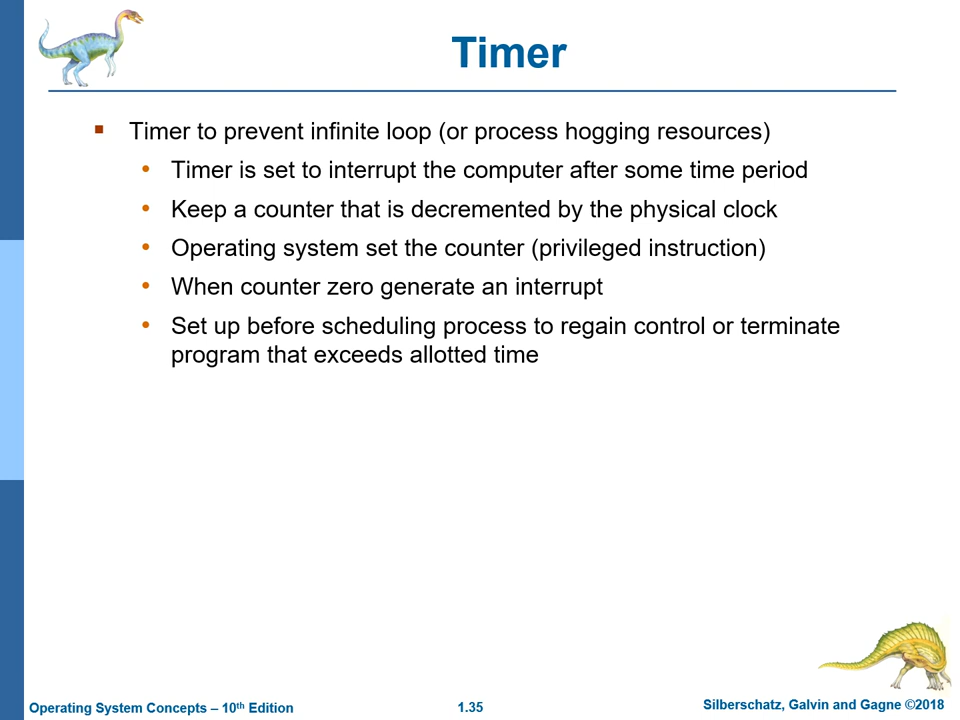 Timer
▪ Timer to prevent infinite loop (or process hogging resources)
• Timer is set to interrupt the computer after some time period
• Keep a counter that is decremented by the physical clock
• Operating system set the counter (privileged instruction)
• When counter zero generate an interrupt
• Set up before scheduling process to regain control or terminate
program that exceeds allotted time
Operating System Concepts – 10th Edition
1.35
Silberschatz, Galvin and Gagne ©2018